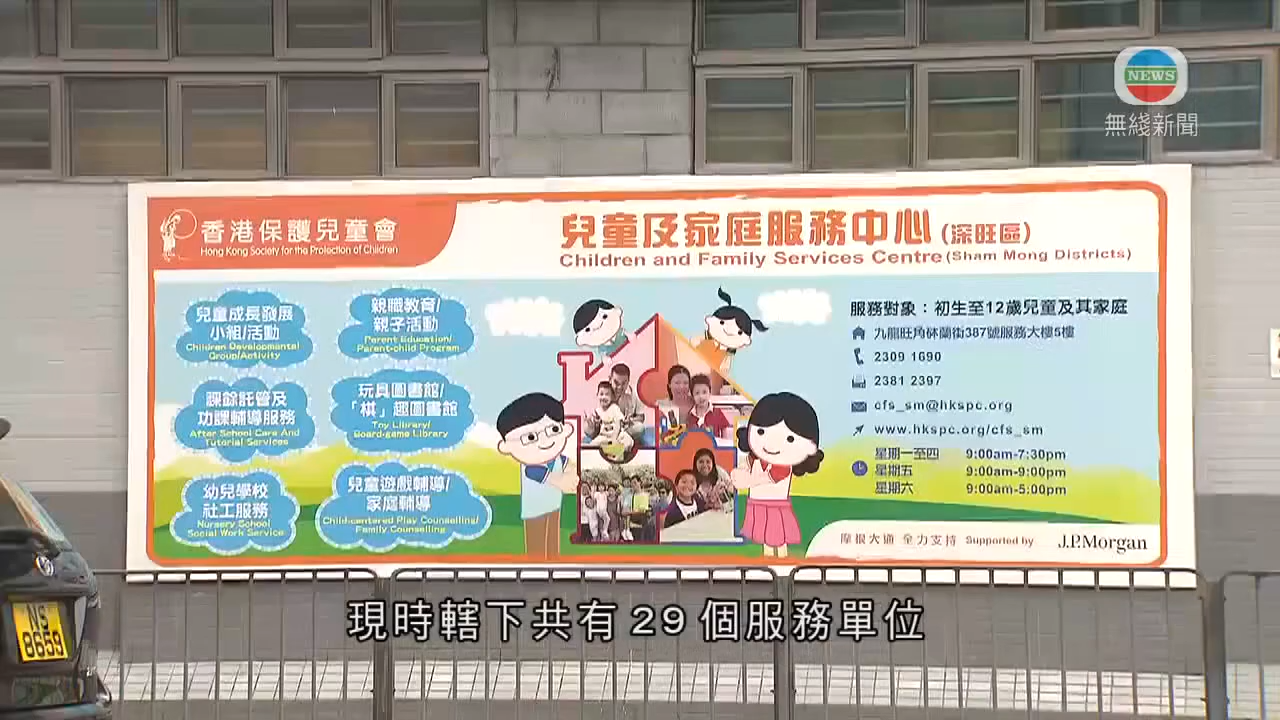 NEWS
無綫新聞
香港保護兒童會
Hong Kong Society for the Protection of Children
兒童及家庭服務中心(深旺區)
Children and Family Services Centre (Sham Mong Districts)
兒童成長發展
小組/活動
Children Developmental
Group/Activity
親職教育/
親子活動
Parent Education/
Parent-child Program
課餘託管及
功課輔導服務
After School Care And
Tutorial Services
玩具圖書館/
「棋」趣圖書館
Toy Library/
Board-game Library
幼兒學校
社工服務
Nursery School
Social Work Service
兒童遊戲輔導/
家庭輔導
Child-centered Play Counselling/
Family Counselling
服務對象：初生至12歲兒童及其家庭
九龍旺角砵蘭街387號服務大樓5樓
2309 1690
2381 2397
cfs_sm@hkspc.org
www.hkspc.org/cfs_sm
星期一至四 9:00am-7:30pm
星期五 9:00am-9:00pm
星期六 9:00am-5:00pm
摩根大通 全力支持 Supported by J.P.Morgan
NS
8659
現時轄下共有29個服務單位